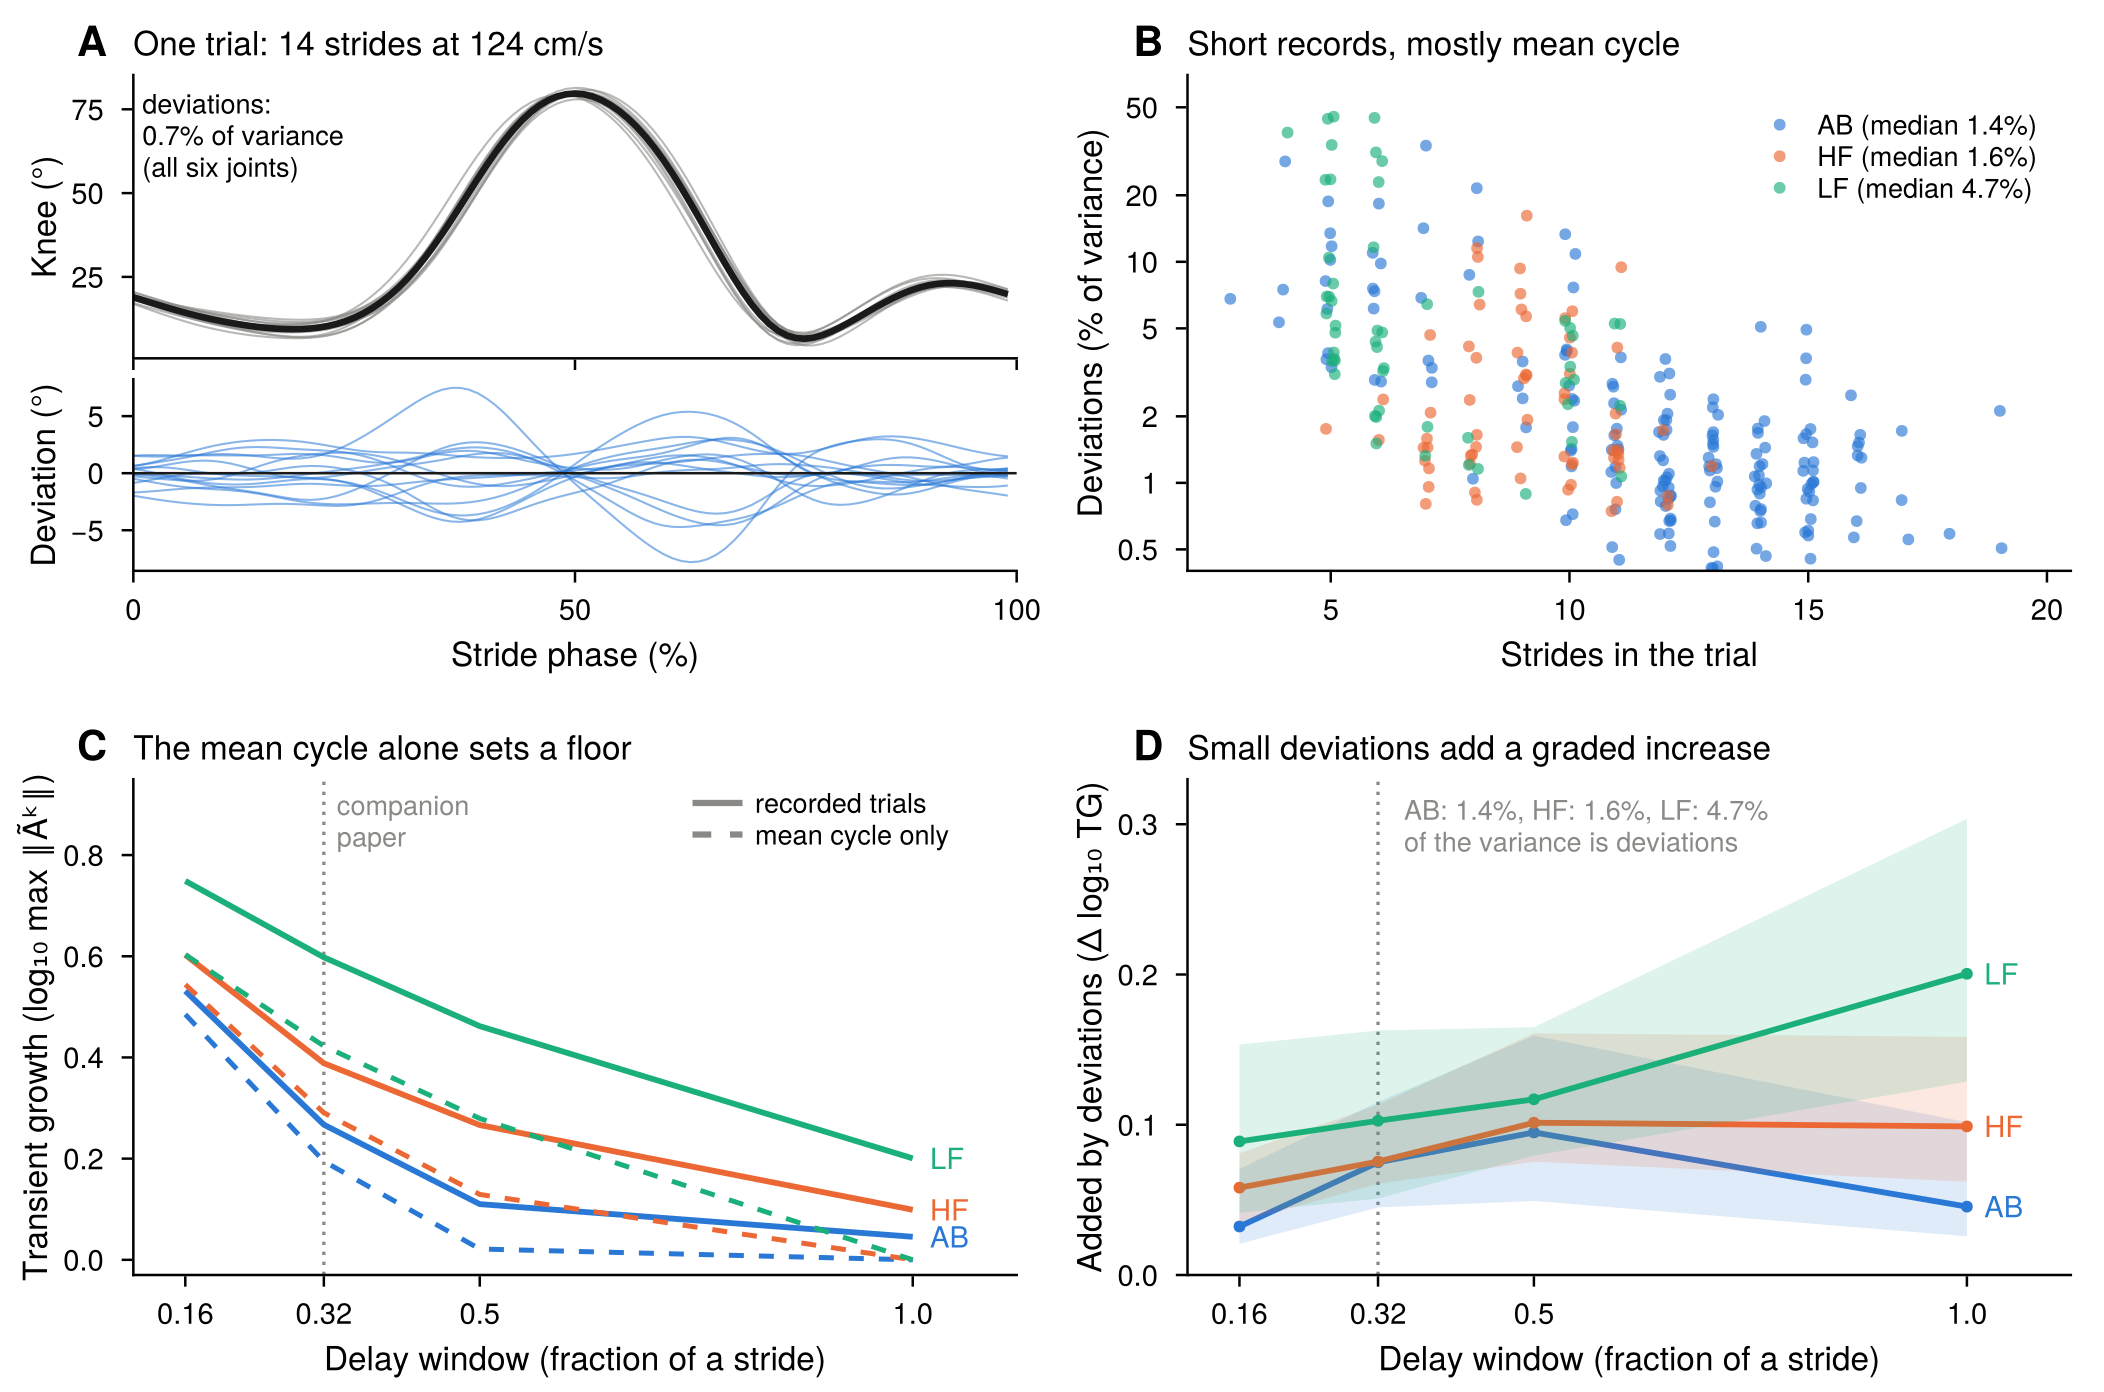 A One trial: 14 strides at 124 cm/s
deviations:
0.7% of variance
(all six joints)
Knee (°)
75
50
25
Deviation (°)
5
0
−5
0 50 100
Stride phase (%)
B Short records, mostly mean cycle
AB (median 1.4%)
HF (median 1.6%)
LF (median 4.7%)
Deviations (% of variance)
50
20
10
5
2
1
0.5
5 10 15 20
Strides in the trial
C The mean cycle alone sets a floor
companion
paper
recorded trials
mean cycle only
Transient growth (log₁₀ max ‖Ãᵏ‖)
0.8
0.6
0.4
0.2
0.0
LF
HF
AB
0.16 0.32 0.5 1.0
Delay window (fraction of a stride)
D Small deviations add a graded increase
AB: 1.4%, HF: 1.6%, LF: 4.7%
of the variance is deviations
Added by deviations (Δ log₁₀ TG)
0.3
0.2
0.1
0.0
LF
HF
AB
0.16 0.32 0.5 1.0
Delay window (fraction of a stride)